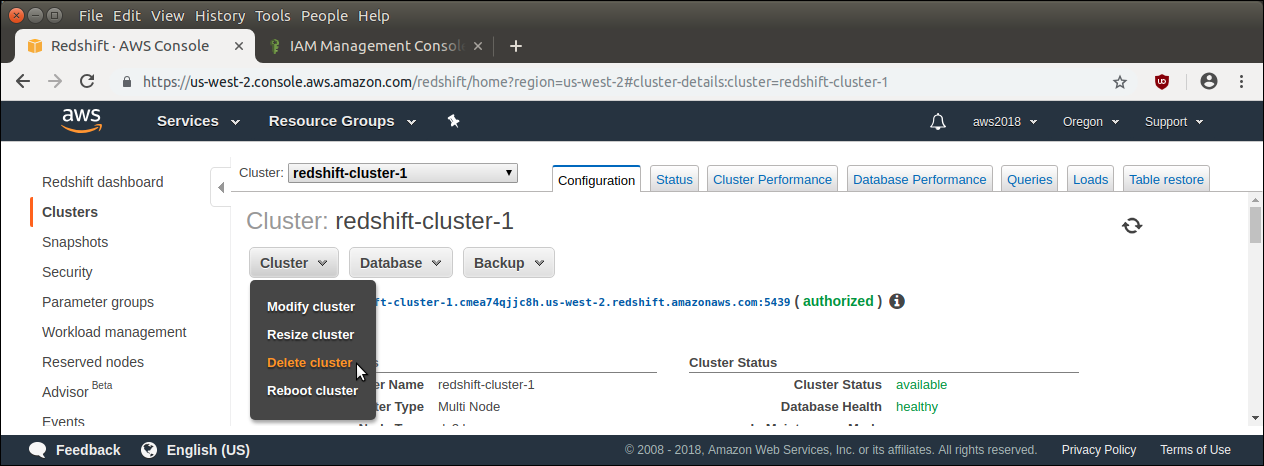 File Edit View History Tools People Help
Redshift · AWS Console IAM Management Consol
https://us-west-2.console.aws.amazon.com/redshift/home?region=us-west-2#cluster-details:cluster=redshift-cluster-1
aws Services Resource Groups aws2018 Oregon Support
Redshift dashboard
Clusters
Snapshots
Security
Parameter groups
Workload management
Reserved nodes
Advisor Beta
Events
Cluster: redshift-cluster-1 Configuration Status Cluster Performance Database Performance Queries Loads Table restore
Cluster: redshift-cluster-1
Cluster Database Backup
Modify cluster
Resize cluster
Delete cluster
Reboot cluster
ft-cluster-1.cmea74qjjc8h.us-west-2.redshift.amazonaws.com:5439 ( authorized )
Cluster Status
er Name redshift-cluster-1
ter Type Multi Node
Cluster Status available
Database Health healthy
Feedback English (US) © 2008 - 2018, Amazon Web Services, Inc. or its affiliates. All rights reserved. Privacy Policy Terms of Use